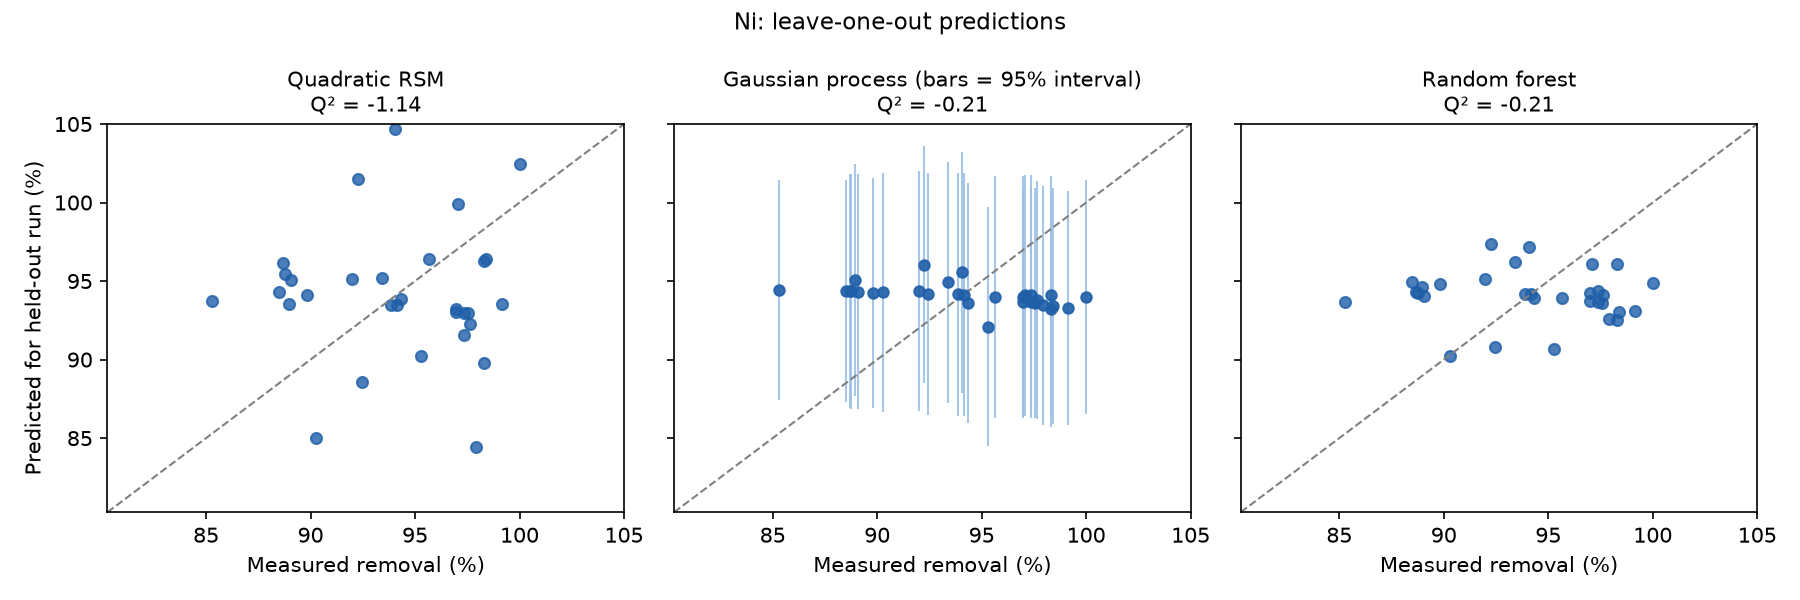 Ni: leave-one-out predictions
Quadratic RSM
Q² = -1.14
Gaussian process (bars = 95% interval)
Q² = -0.21
Random forest
Q² = -0.21
Predicted for held-out run (%)
105
100
95
90
85
85 90 95 100 105
85 90 95 100 105
85 90 95 100 105
Measured removal (%)
Measured removal (%)
Measured removal (%)